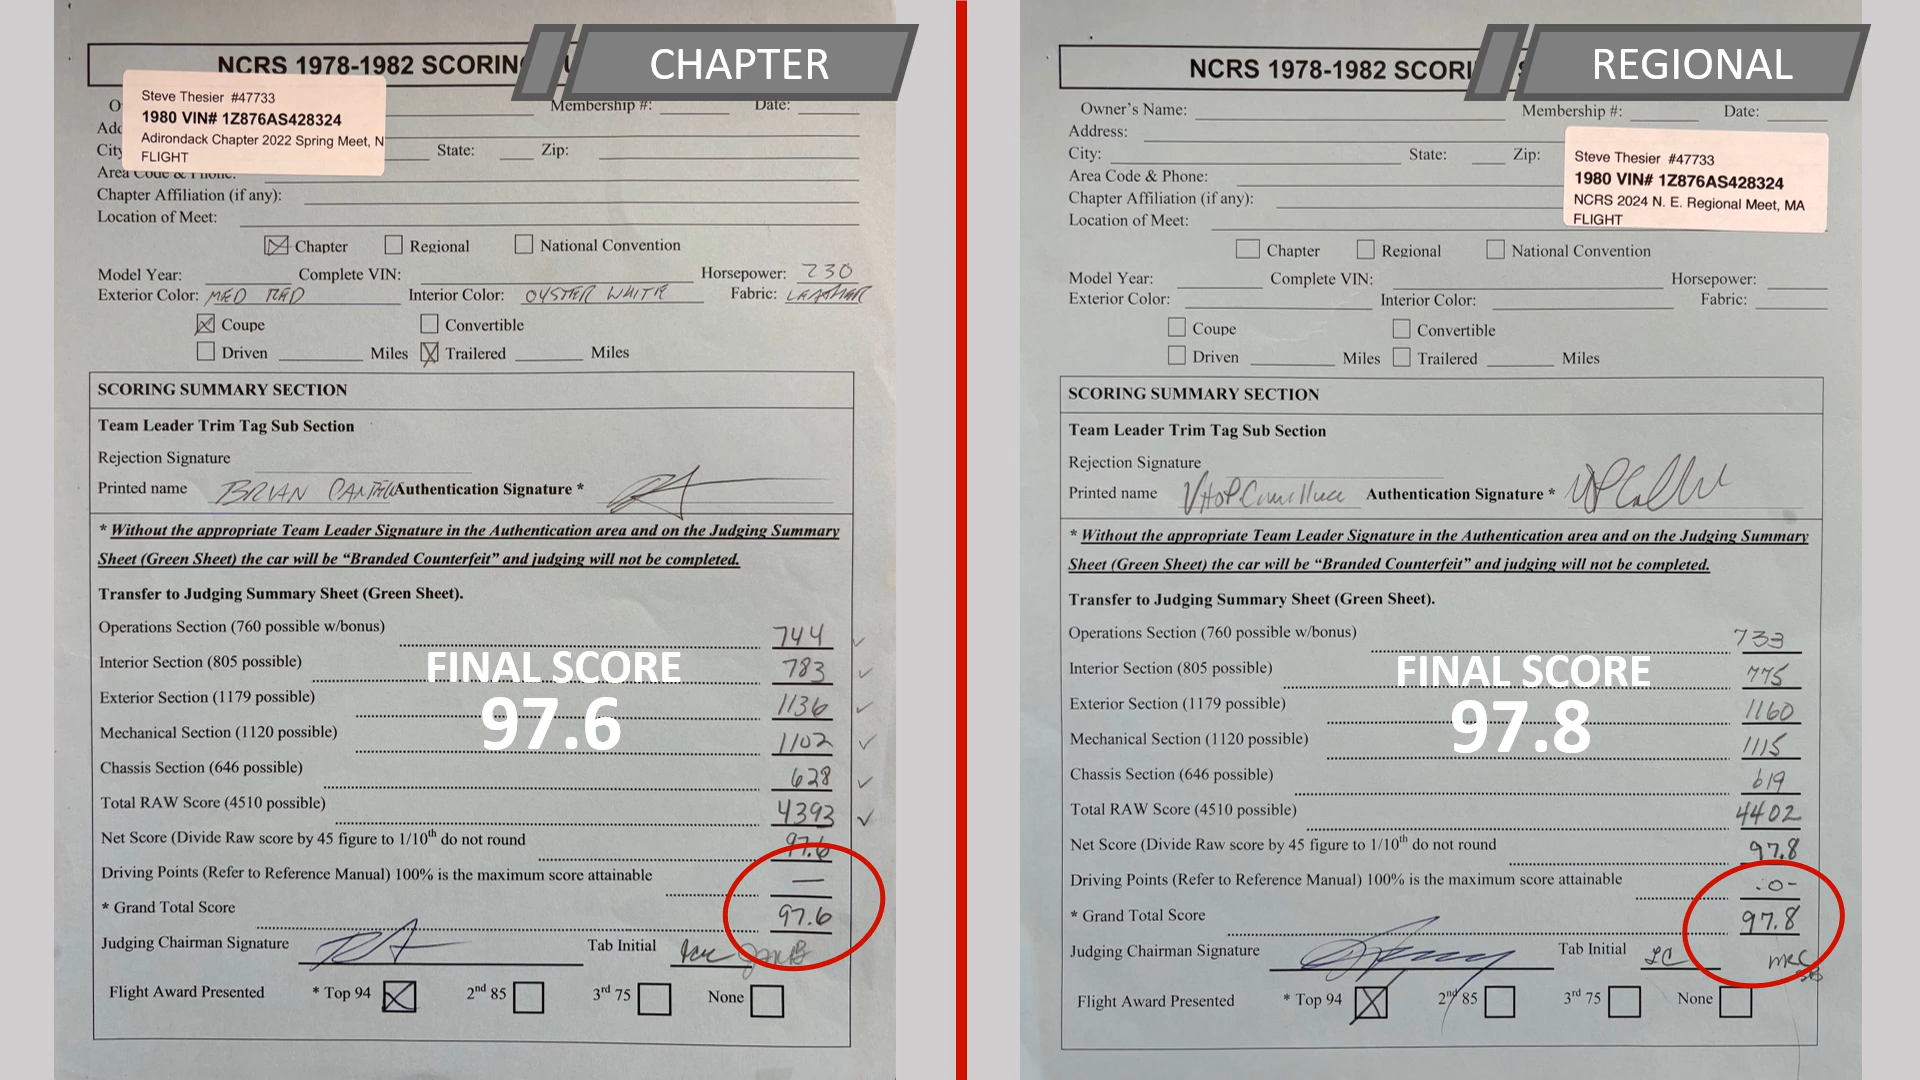 CHAPTER
NCRS 1978-1982 SCORIN
Steve Thesier #47733
1980 VIN# 1Z876AS428324
Adirondack Chapter 2022 Spring Meet, N
FLIGHT
Membership #: Date:
City State: Zip:
Area Code & Phone:
Chapter Affiliation (if any):
Location of Meet:
Chapter Regional National Convention
Model Year: Complete VIN: Horsepower: 230
Exterior Color: MED RED Interior Color: OYSTER WHITE Fabric: LEATHER
Coupe Convertible
Driven Miles Trailered Miles
SCORING SUMMARY SECTION
Team Leader Trim Tag Sub Section
Rejection Signature
Printed name BRIAN Authentication Signature *
* Without the appropriate Team Leader Signature in the Authentication area and on the Judging Summary
Sheet (Green Sheet) the car will be “Branded Counterfeit” and judging will not be completed.
Transfer to Judging Summary Sheet (Green Sheet).
Operations Section (760 possible w/bonus) 744
Interior Section (805 possible) 783
Exterior Section (1179 possible) 1136
Mechanical Section (1120 possible) 1102
Chassis Section (646 possible) 628
Total RAW Score (4510 possible) 4393
Net Score (Divide Raw score by 45 figure to 1/10th do not round 97.6
Driving Points (Refer to Reference Manual) 100% is the maximum score attainable —
* Grand Total Score 97.6
Judging Chairman Signature Tab Initial
Flight Award Presented * Top 94 2nd 85 3rd 75 None
FINAL SCORE
97.6
REGIONAL
NCRS 1978-1982 SCORI
Owner’s Name: Membership #: Date:
Address:
City: State: Zip:
Area Code & Phone:
Chapter Affiliation (if any):
Location of Meet:
Steve Thesier #47733
1980 VIN# 1Z876AS428324
NCRS 2024 N. E. Regional Meet, MA
FLIGHT
Chapter Regional National Convention
Model Year: Complete VIN: Horsepower:
Exterior Color: Interior Color: Fabric:
Coupe Convertible
Driven Miles Trailered Miles
SCORING SUMMARY SECTION
Team Leader Trim Tag Sub Section
Rejection Signature
Printed name Authentication Signature *
* Without the appropriate Team Leader Signature in the Authentication area and on the Judging Summary
Sheet (Green Sheet) the car will be “Branded Counterfeit” and judging will not be completed.
Transfer to Judging Summary Sheet (Green Sheet).
Operations Section (760 possible w/bonus) 733
Interior Section (805 possible) 775
Exterior Section (1179 possible) 1160
Mechanical Section (1120 possible) 1115
Chassis Section (646 possible) 619
Total RAW Score (4510 possible) 4402
Net Score (Divide Raw score by 45 figure to 1/10th do not round 97.8
Driving Points (Refer to Reference Manual) 100% is the maximum score attainable -0-
* Grand Total Score 97.8
Judging Chairman Signature Tab Initial
Flight Award Presented * Top 94 2nd 85 3rd 75 None
FINAL SCORE
97.8